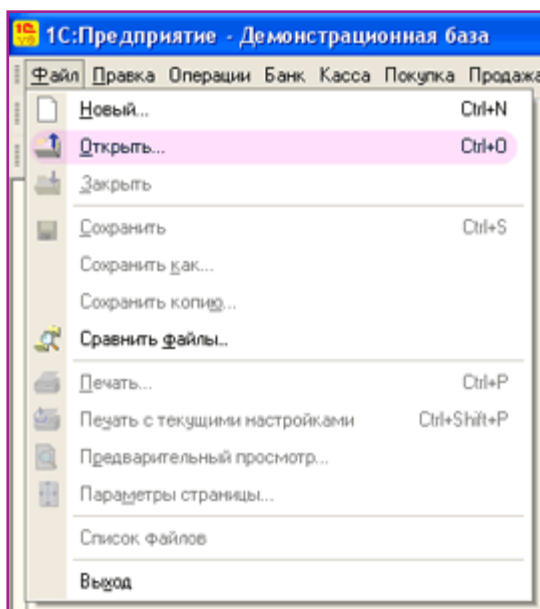 1С:Предприятие - Демонстрационная база
Файл Правка Операции Банк Касса Покупка Продажа
Новый... Ctrl+N
Открыть... Ctrl+O
Закрыть
Сохранить Ctrl+S
Сохранить как...
Сохранить копию...
Сравнить файлы..
Печать... Ctrl+P
Печать с текущими настройками Ctrl+Shift+P
Предварительный просмотр...
Параметры страницы...
Список файлов
Выход